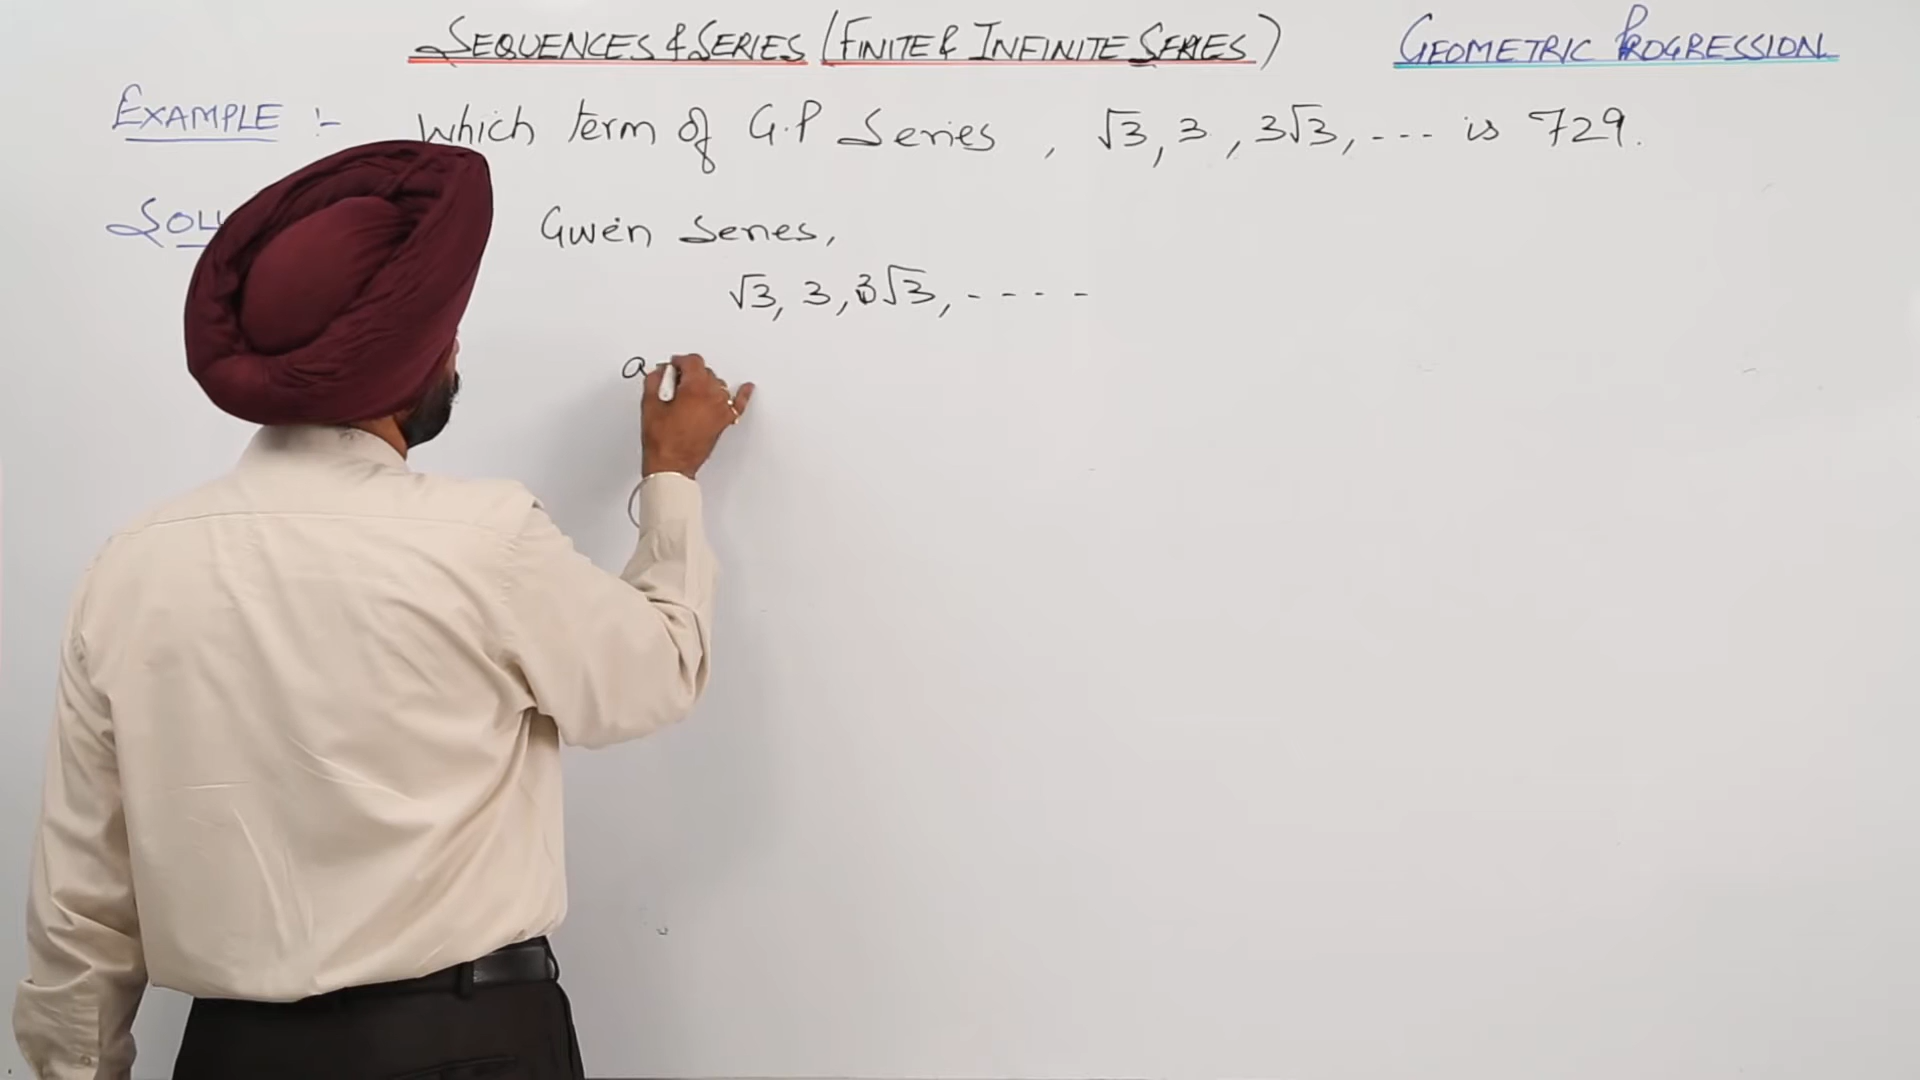 SEQUENCES & SERIES (FINITE & INFINITE SERIES) GEOMETRIC PROGRESSION
EXAMPLE :- Which term of G.P Series , √3, 3 , 3√3, --- is 729.
SOLU Given Series,
√3, 3, 3√3, - - - -
a =